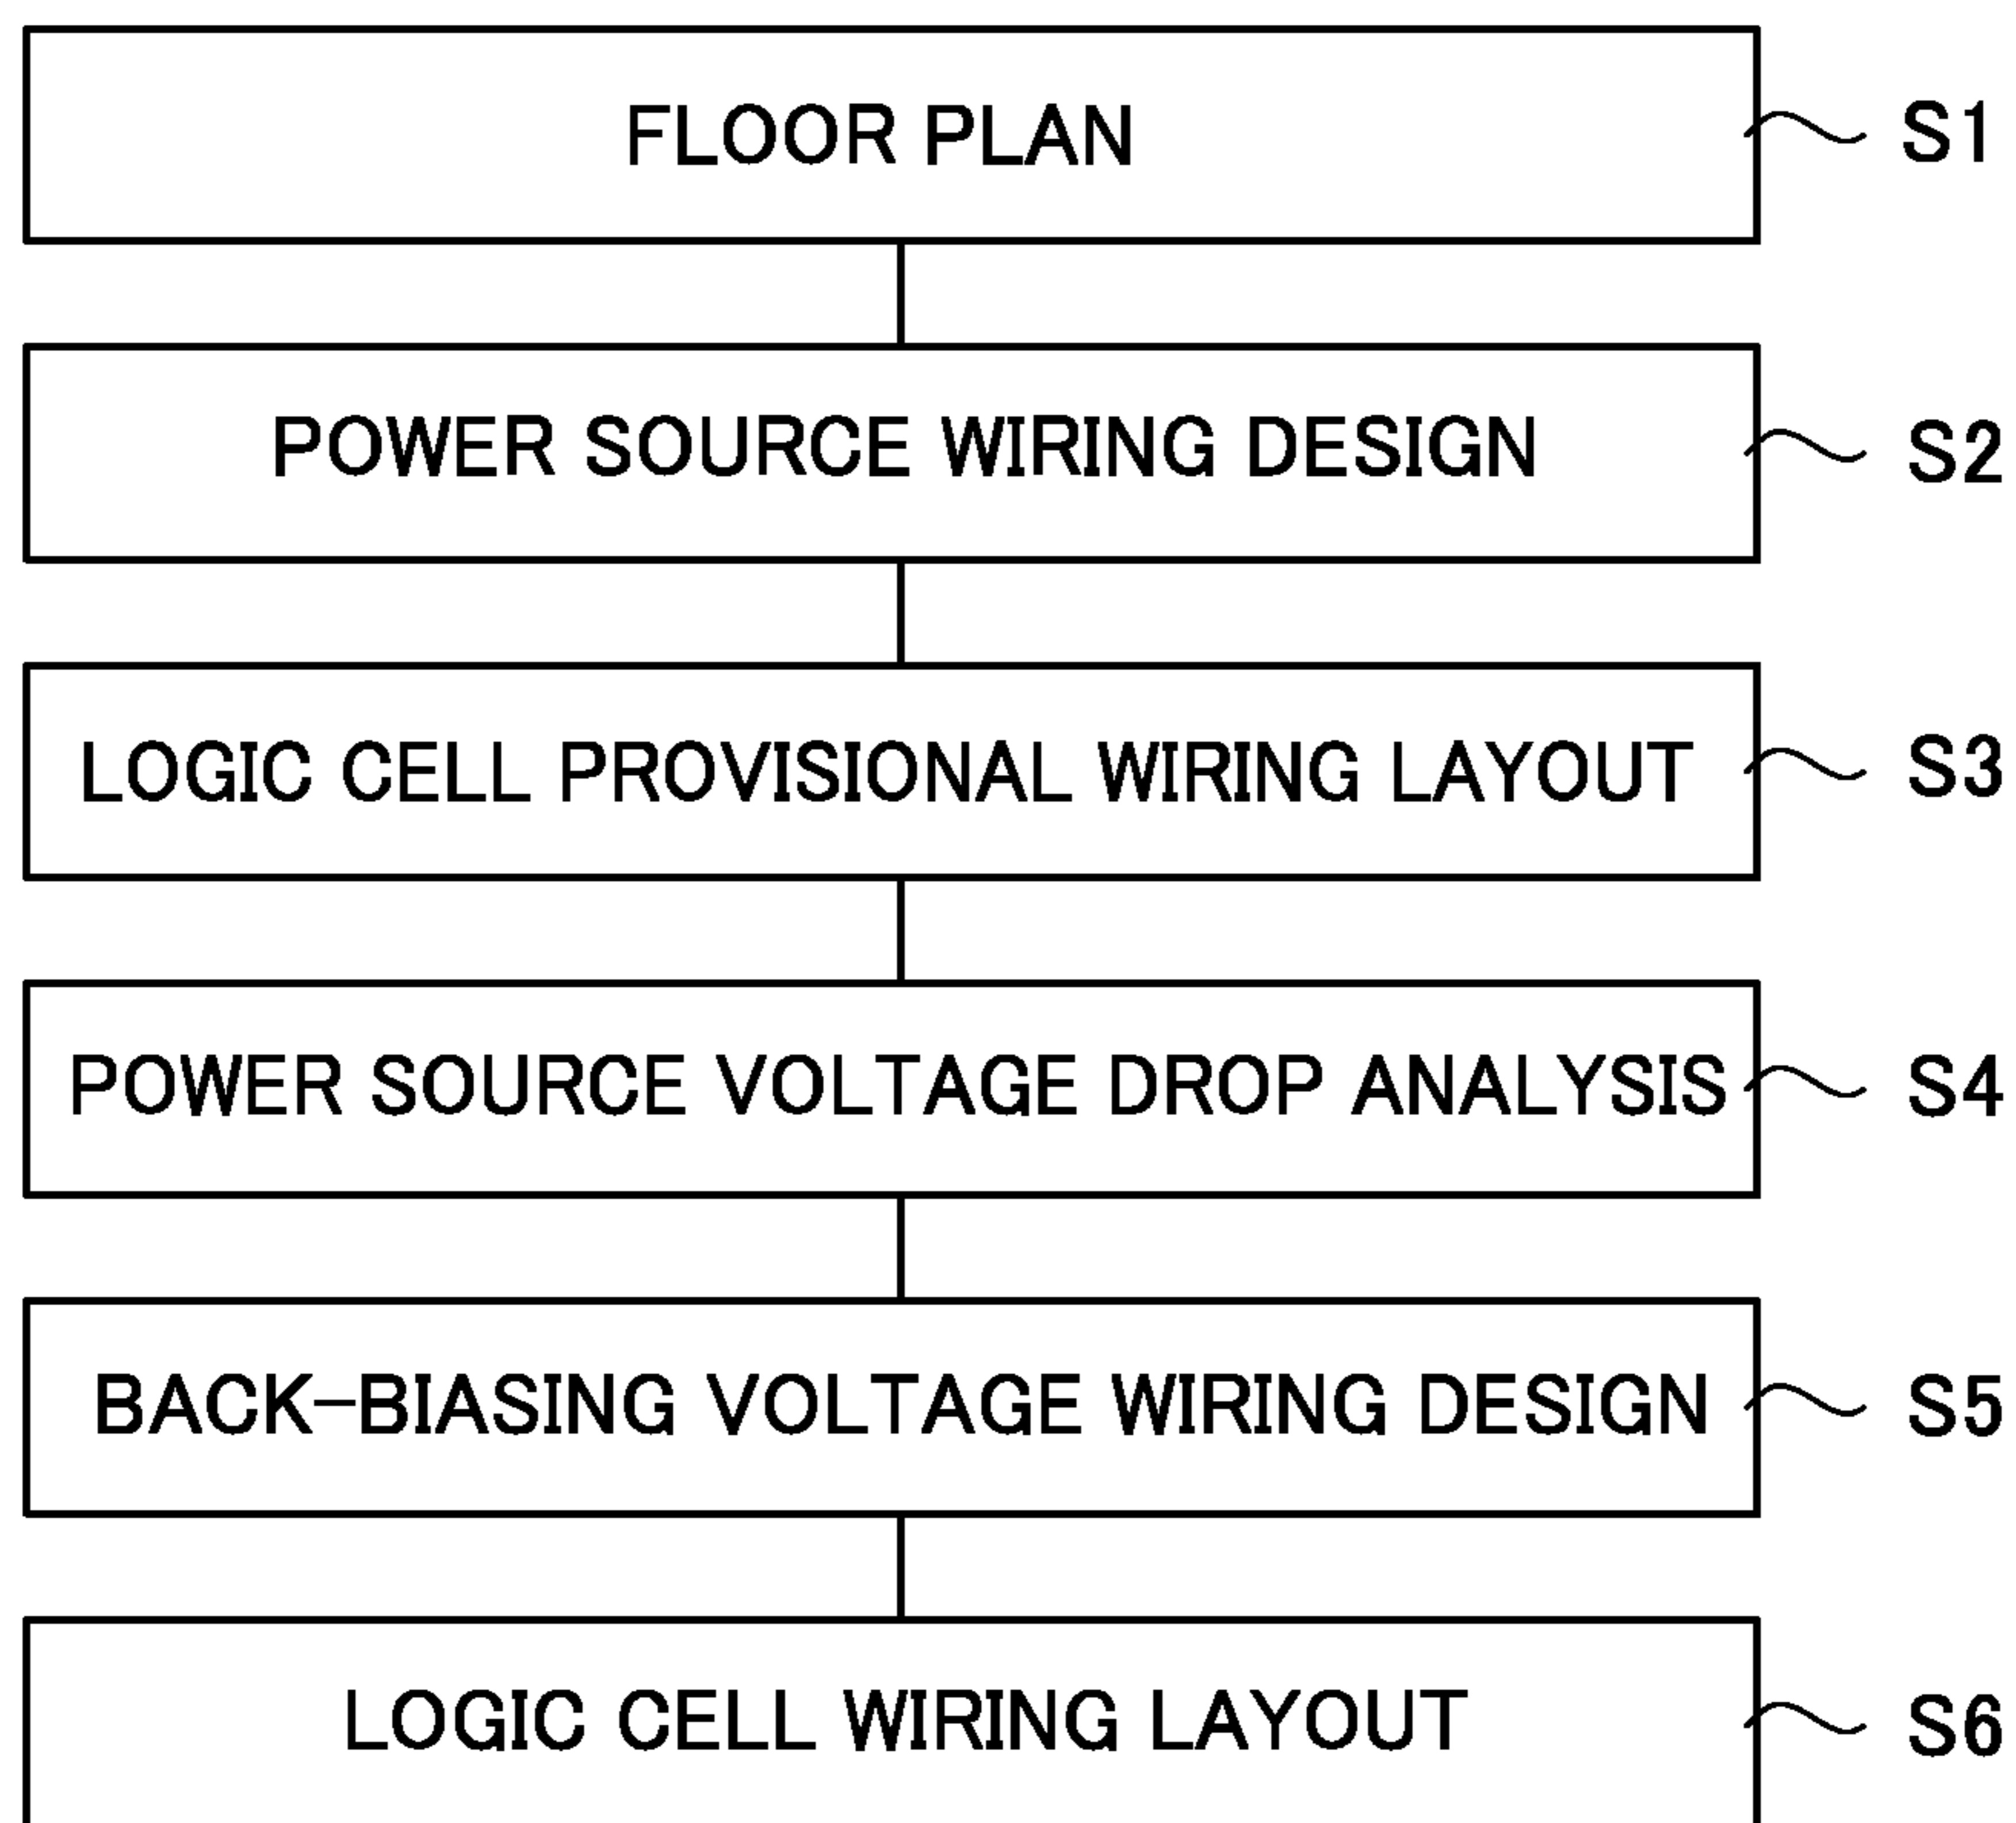 FLOOR PLAN S1
POWER SOURCE WIRING DESIGN S2
LOGIC CELL PROVISIONAL WIRING LAYOUT S3
POWER SOURCE VOLTAGE DROP ANALYSIS S4
BACK-BIASING VOLTAGE WIRING DESIGN S5
LOGIC CELL WIRING LAYOUT S6